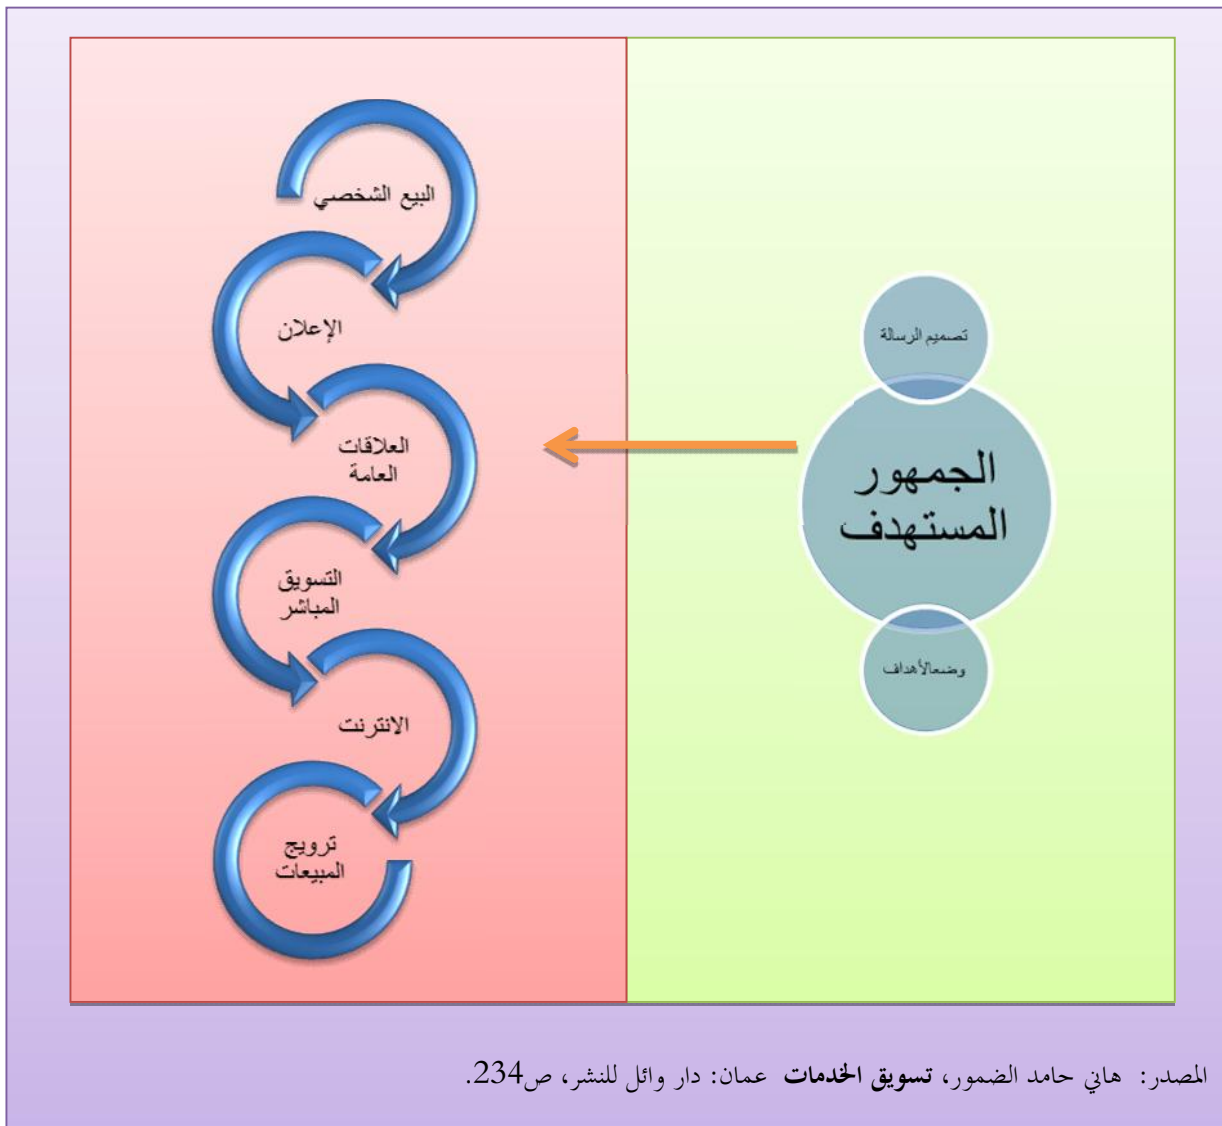 تصميم الرسالة
الجمهور
المستهدف
وضعالأهداف
البيع الشخصي
الإعلان
العلاقات
العامة
التسويق
المباشر
الانترنت
ترويج
المبيعات
المصدر: هاني حامد الضمور، تسويق الخدمات عمان: دار وائل للنشر، ص234.